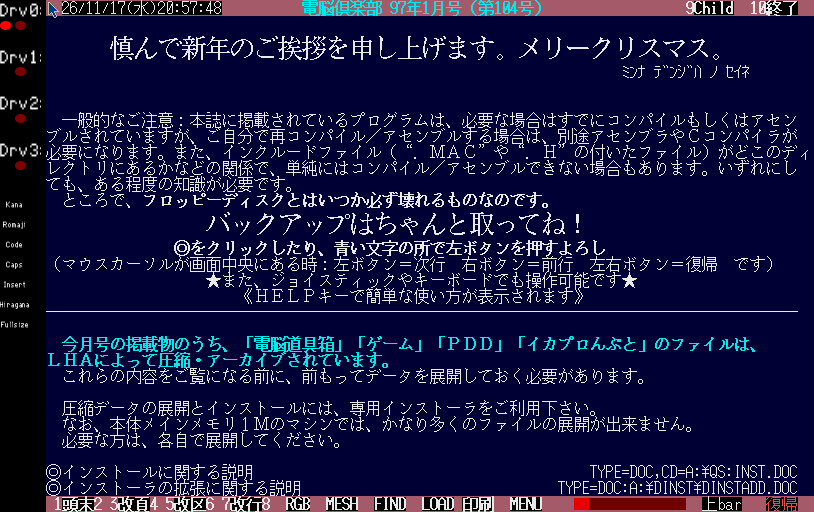 Drv0: 26/11/17(水)20:57:48 電脳倶楽部 97年1月号 (第104号) 9Child 10終了
慎んで新年のご挨拶を申し上げます。メリークリスマス。
ﾐﾝﾅ ﾃﾞﾝｼﾞﾊ ﾉ ｾｲﾈ
Drv1:
Drv2:
Drv3:
一般的なご注意：本誌に掲載されているプログラムは、必要な場合はすでにコンパイルもしくはアセン
ブルされていますが、ご自分で再コンパイル／アセンブルする場合は、別途アセンブラやＣコンパイラが
必要になります。また、インクルードファイル（“．ＭＡＣ”や“．Ｈ”の付いたファイル）がどこのディ
レクトリにあるかなどの関係で、単純にはコンパイル／アセンブルできない場合もあります。いずれにし
ても、ある程度の知識が必要です。
ところで、フロッピーディスクとはいつか必ず壊れるものなのです。
バックアップはちゃんと取ってね！
◎をクリックしたり、青い文字の所で左ボタンを押すよろし
（マウスカーソルが画面中央にある時：左ボタン＝次行　右ボタン＝前行　左右ボタン＝復帰　です）
★また、ジョイスティックやキーボードでも操作可能です★
《ＨＥＬＰキーで簡単な使い方が表示されます》
Kana
Romaji
Code
Caps
Insert
Hiragana
Fullsize
今月号の掲載物のうち、「電脳道具箱」「ゲーム」「ＰＤＤ」「イカプロんぷと」のファイルは、
ＬＨＡによって圧縮・アーカイブされています。
これらの内容をご覧になる前に、前もってデータを展開しておく必要があります。
圧縮データの展開とインストールには、専用インストーラをご利用下さい。
なお、本体メインメモリ１Ｍのマシンでは、かなり多くのファイルの展開が出来ません。
必要な方は、各自で展開してください。
◎インストールに関する説明 TYPE=DOC,CD=A:¥QS:INST.DOC
◎インストーラの拡張に関する説明 TYPE=DOC:A:¥DINST¥DINSTADD.DOC
1頭末2 3改頁4 5改区6 7改行8 RGB MESH FIND LOAD 印刷 MENU 上bar 復帰